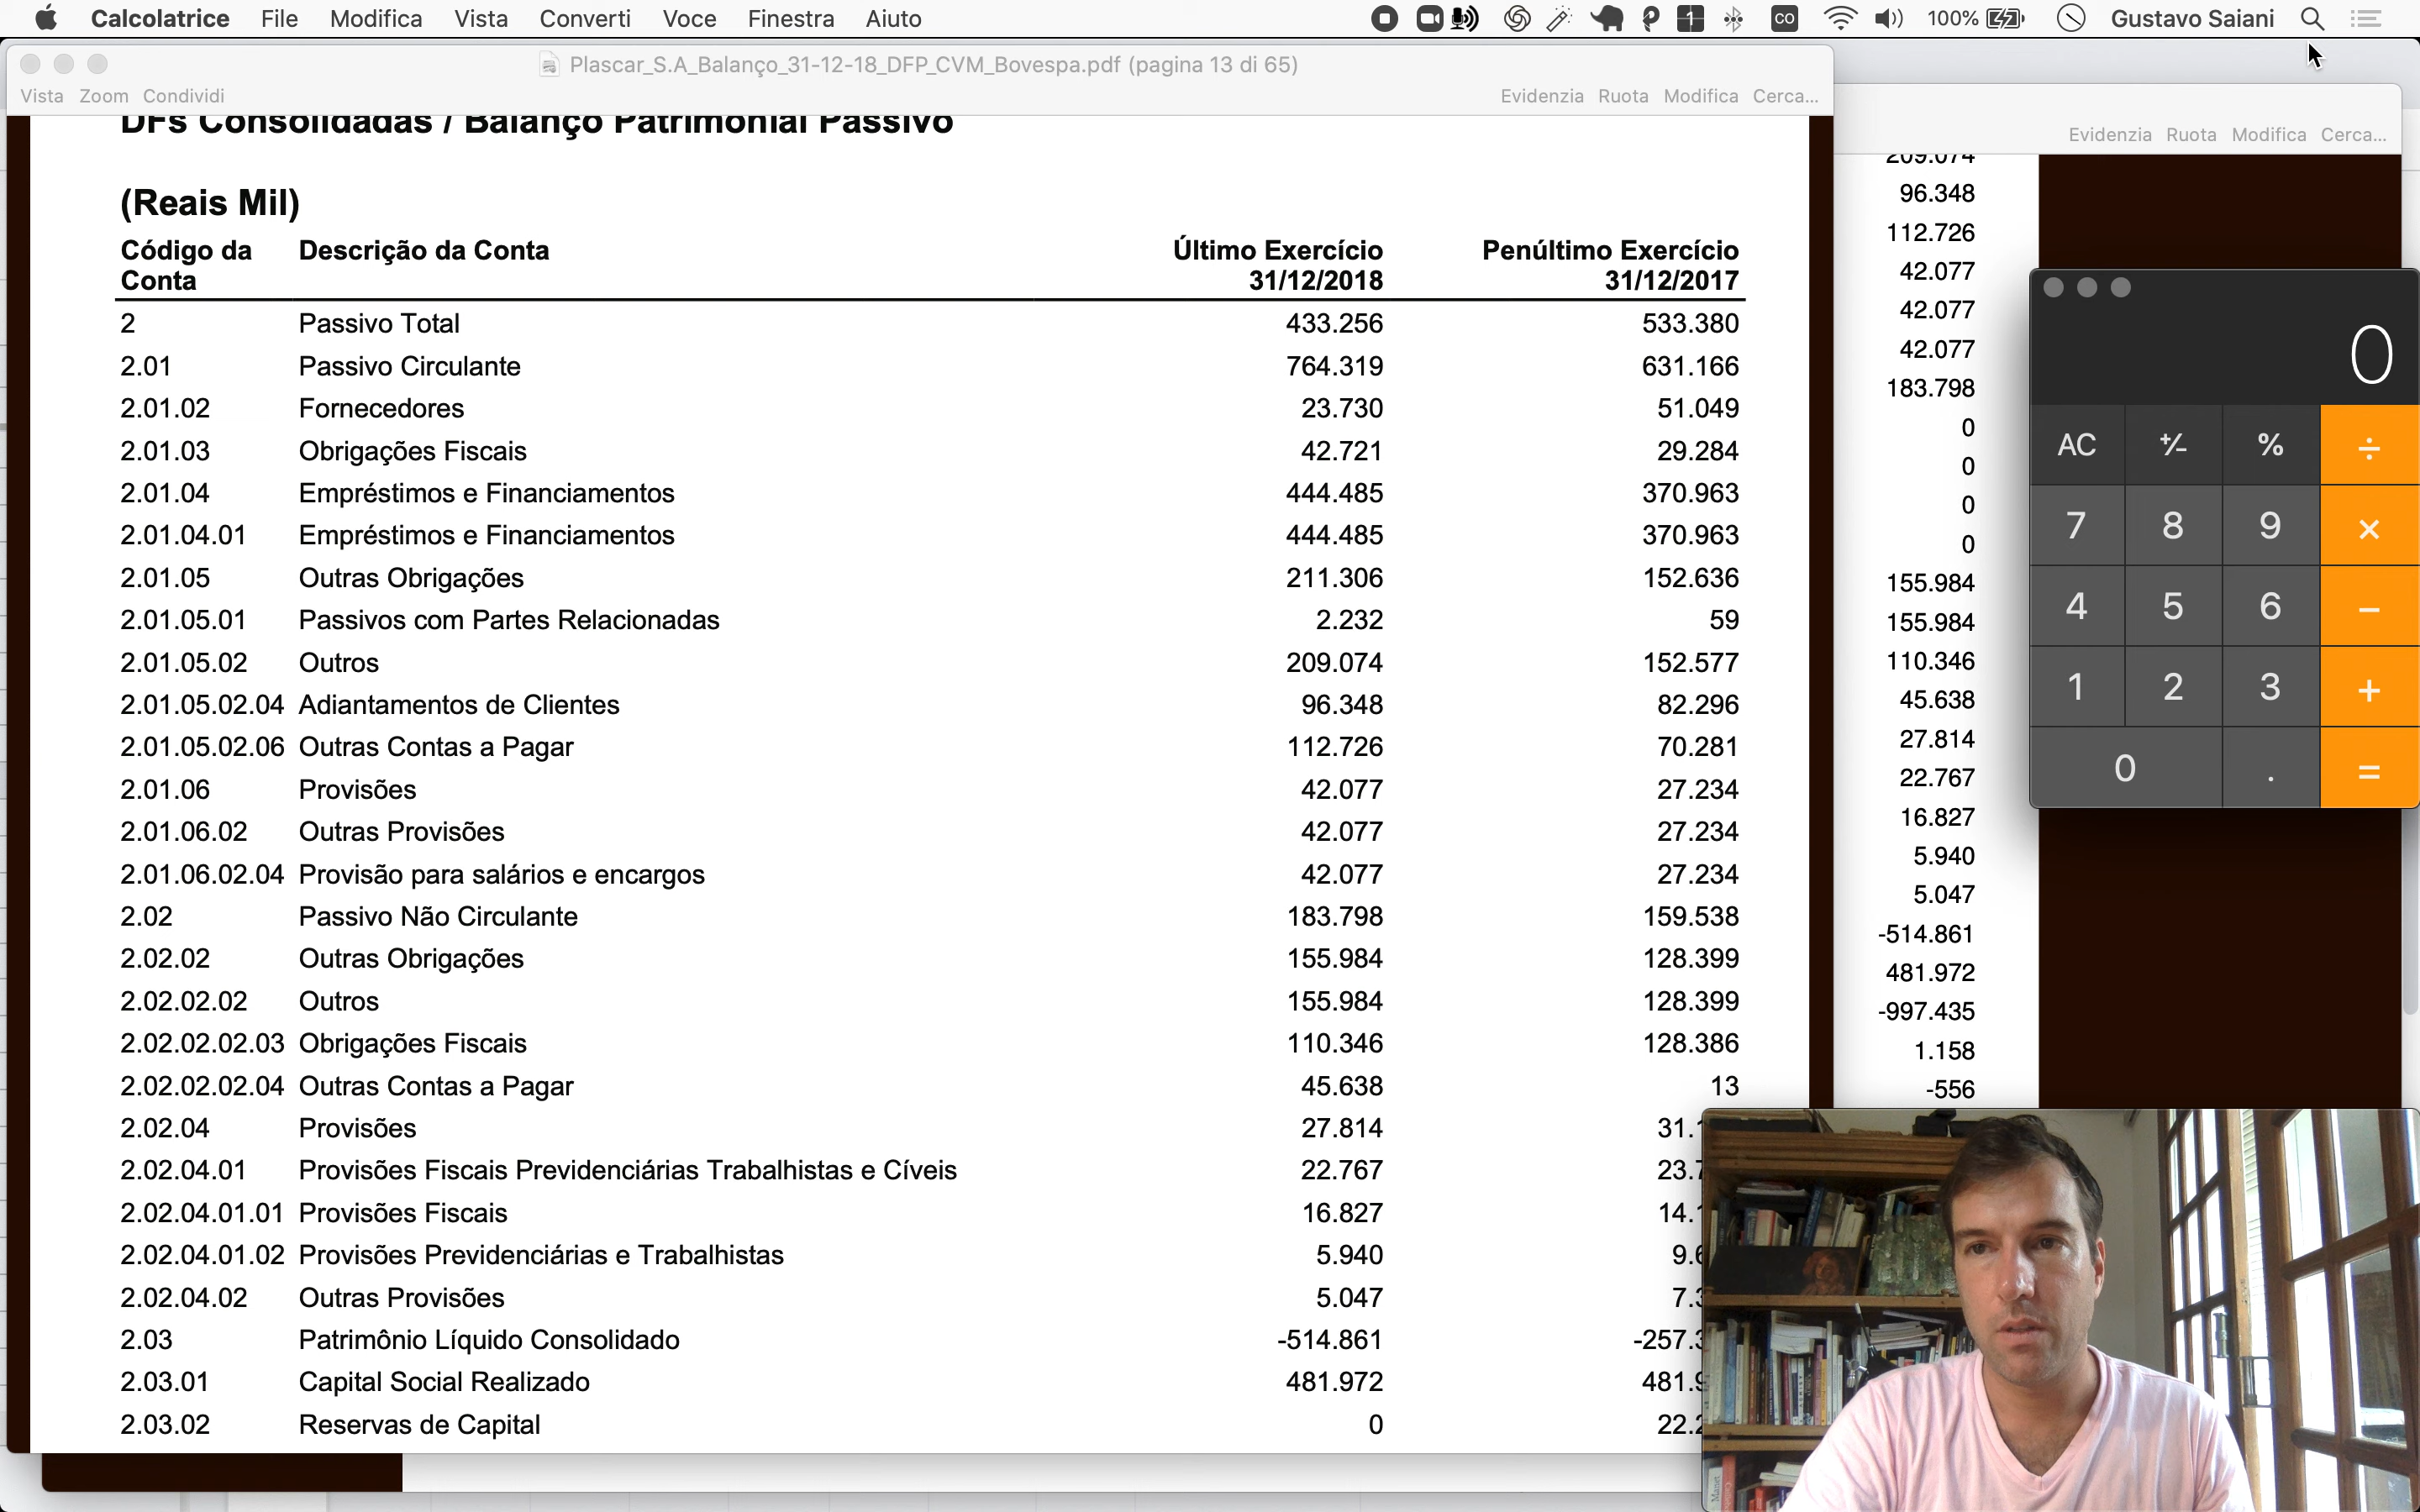 Calcolatrice File Modifica Vista Converti Voce Finestra Aiuto 1 CO 100% Gustavo Saiani
Plascar_S.A_Balanço_31-12-18_DFP_CVM_Bovespa.pdf (pagina 13 di 65)
Vista Zoom Condividi Evidenzia Ruota Modifica Cerca...
Evidenzia Ruota Modifica Cerca...
DFs Consolidadas / Balanço Patrimonial Passivo
(Reais Mil)
Código da Conta Descrição da Conta Último Exercício 31/12/2018 Penúltimo Exercício 31/12/2017
2 Passivo Total 433.256 533.380
2.01 Passivo Circulante 764.319 631.166
2.01.02 Fornecedores 23.730 51.049
2.01.03 Obrigações Fiscais 42.721 29.284
2.01.04 Empréstimos e Financiamentos 444.485 370.963
2.01.04.01 Empréstimos e Financiamentos 444.485 370.963
2.01.05 Outras Obrigações 211.306 152.636
2.01.05.01 Passivos com Partes Relacionadas 2.232 59
2.01.05.02 Outros 209.074 152.577
2.01.05.02.04 Adiantamentos de Clientes 96.348 82.296
2.01.05.02.06 Outras Contas a Pagar 112.726 70.281
2.01.06 Provisões 42.077 27.234
2.01.06.02 Outras Provisões 42.077 27.234
2.01.06.02.04 Provisão para salários e encargos 42.077 27.234
2.02 Passivo Não Circulante 183.798 159.538
2.02.02 Outras Obrigações 155.984 128.399
2.02.02.02 Outros 155.984 128.399
2.02.02.02.03 Obrigações Fiscais 110.346 128.386
2.02.02.02.04 Outras Contas a Pagar 45.638 13
2.02.04 Provisões 27.814
2.02.04.01 Provisões Fiscais Previdenciárias Trabalhistas e Cíveis 22.767
2.02.04.01.01 Provisões Fiscais 16.827
2.02.04.01.02 Provisões Previdenciárias e Trabalhistas 5.940
2.02.04.02 Outras Provisões 5.047
2.03 Patrimônio Líquido Consolidado -514.861
2.03.01 Capital Social Realizado 481.972
2.03.02 Reservas de Capital 0
209.074
96.348
112.726
42.077
42.077
42.077
183.798
0
0
0
0
155.984
155.984
110.346
45.638
27.814
22.767
16.827
5.940
5.047
-514.861
481.972
-997.435
1.158
-556
0
AC +/- % ÷
7 8 9 ×
4 5 6 −
1 2 3 +
0 . =